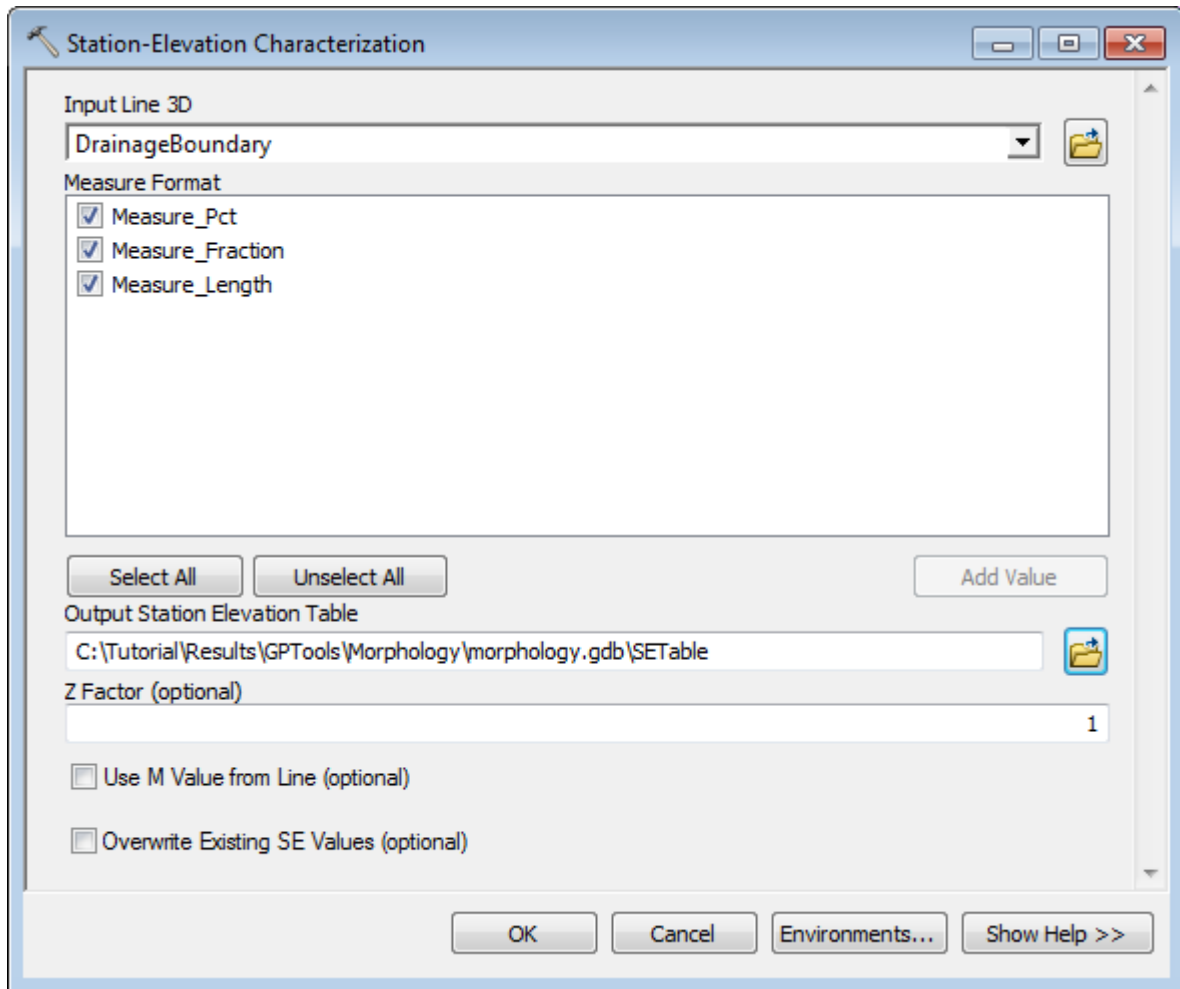 Station-Elevation Characterization
Input Line 3D
DrainageBoundary
Measure Format
Measure_Pct
Measure_Fraction
Measure_Length
Select All Unselect All Add Value
Output Station Elevation Table
C:\Tutorial\Results\GPTools\Morphology\morphology.gdb\SETable
Z Factor (optional)
1
Use M Value from Line (optional)
Overwrite Existing SE Values (optional)
OK Cancel Environments... Show Help >>